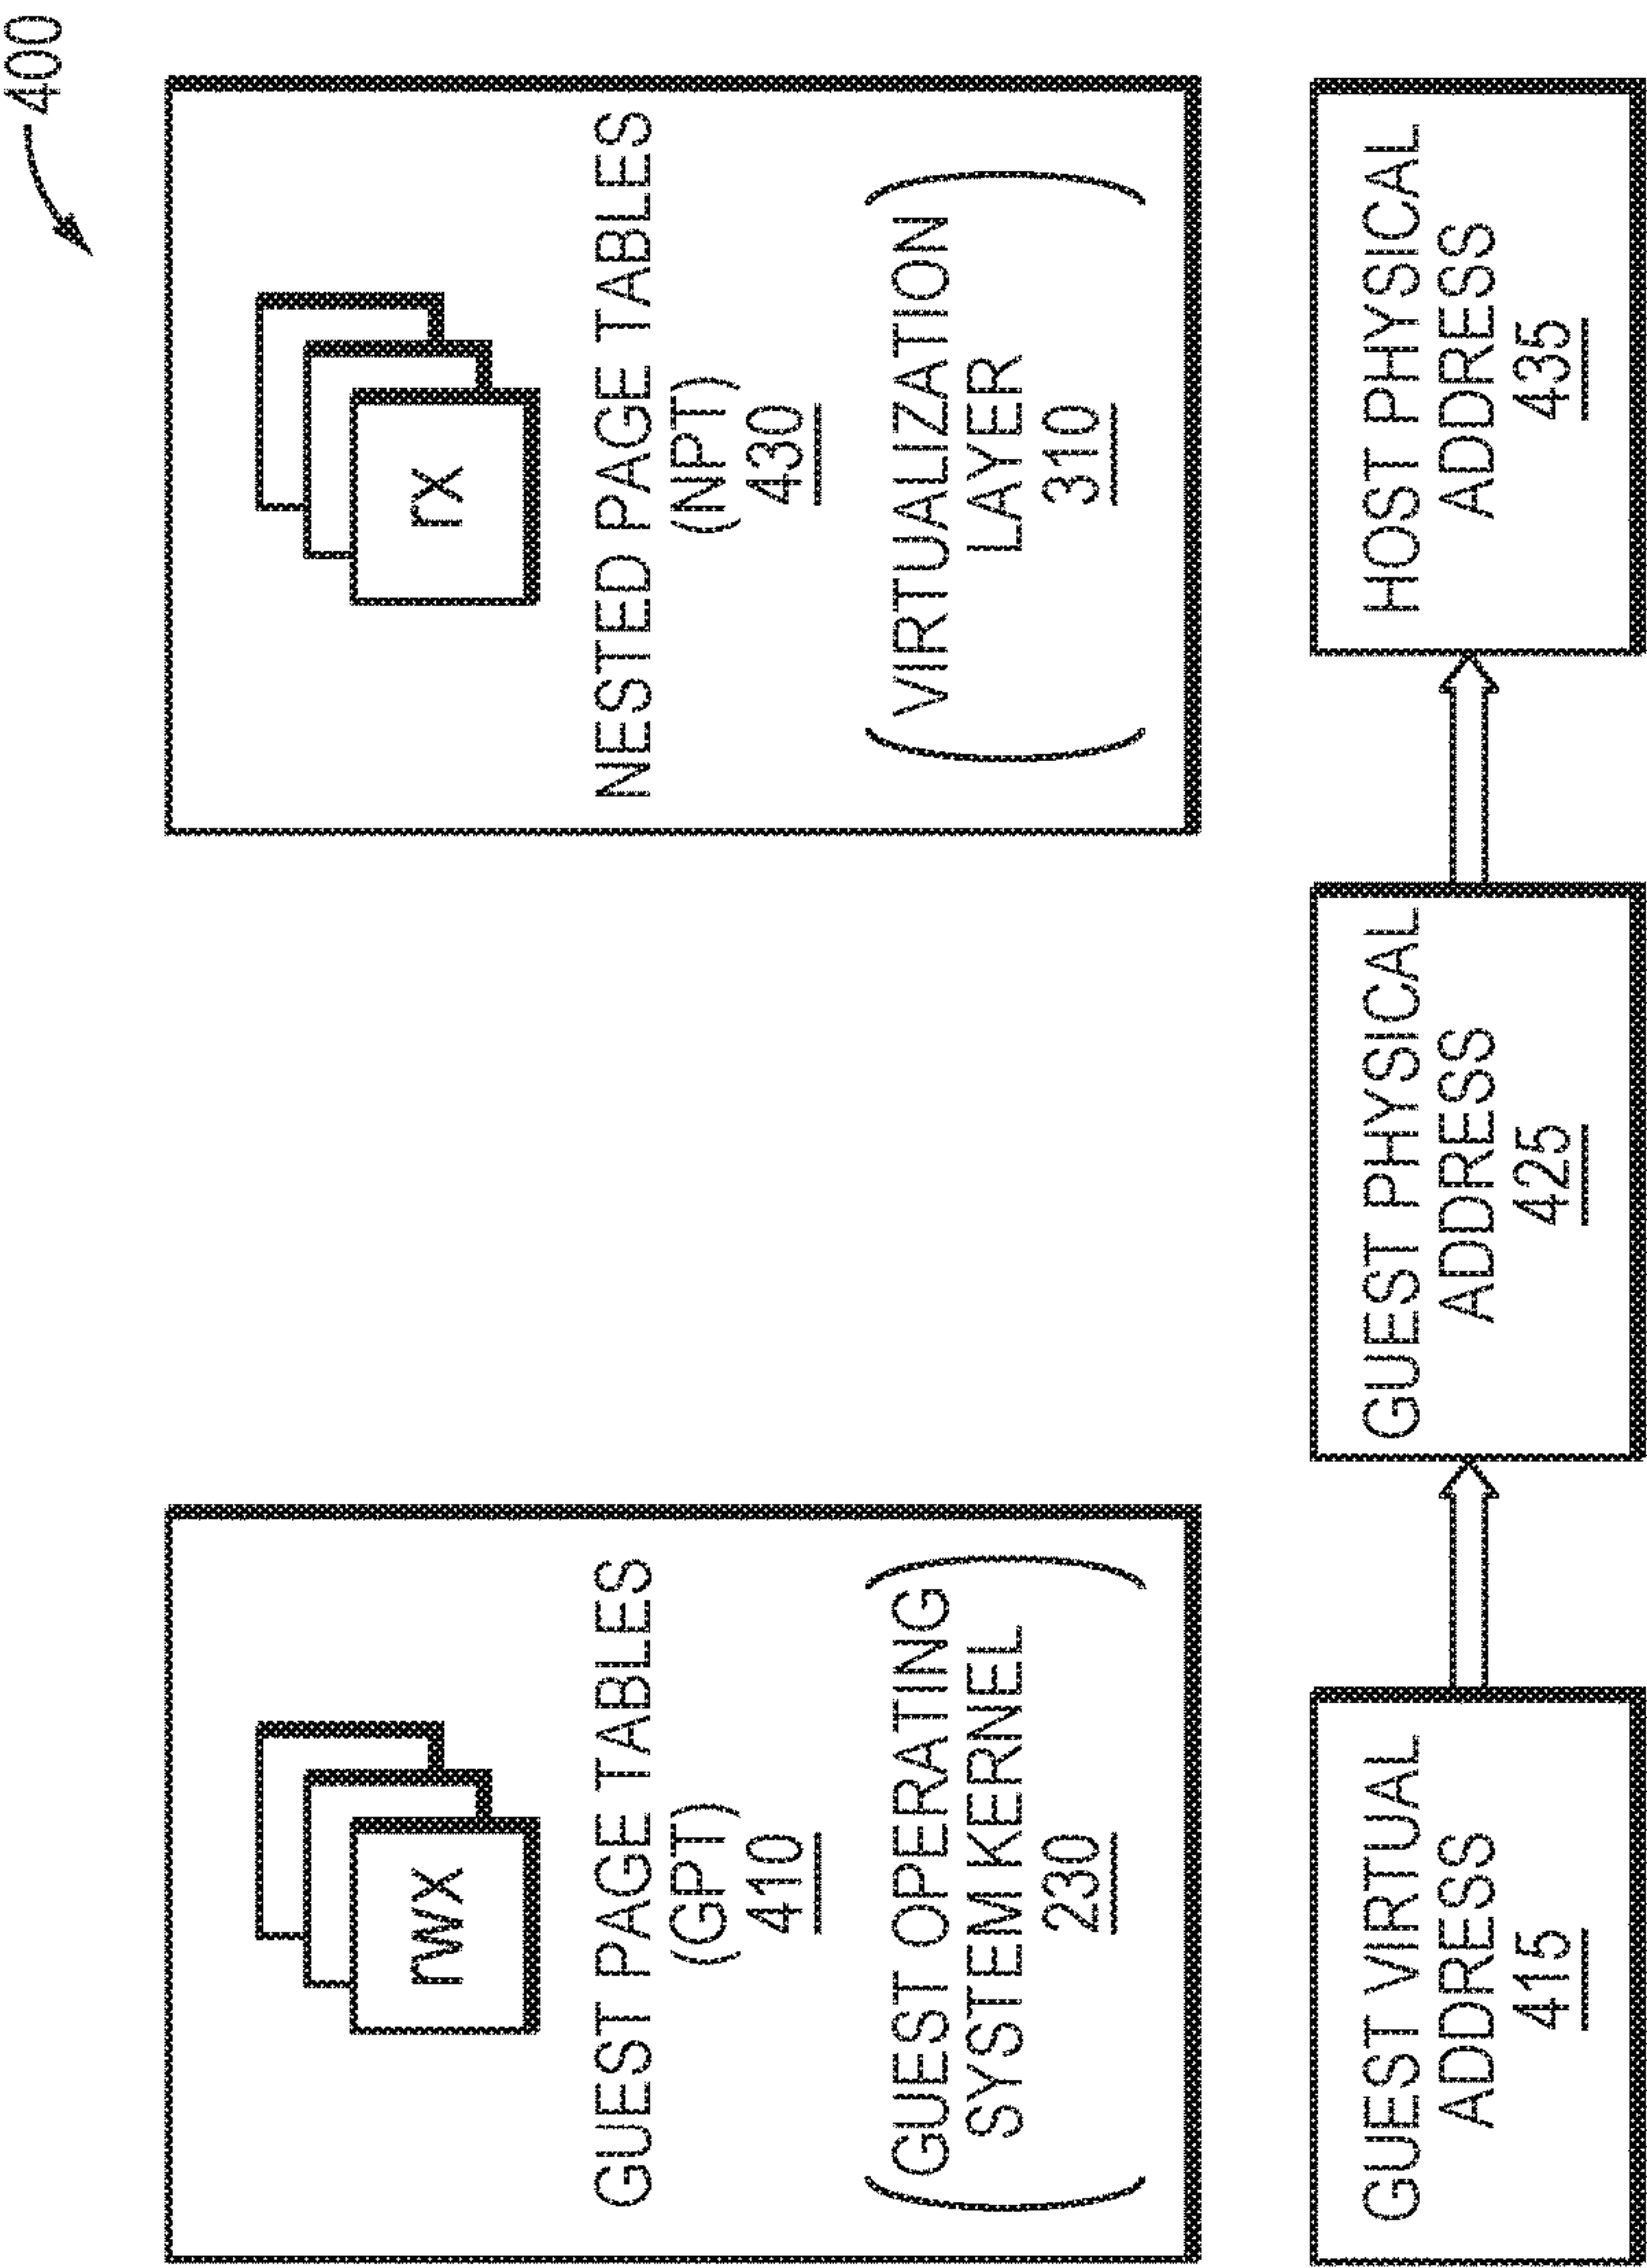 400
rwx
GUEST PAGE TABLES
(GPT)
410
(GUEST OPERATING
SYSTEM KERNEL)
230
rx
NESTED PAGE TABLES
(NPT)
430
(VIRTUALIZATION
LAYER)
310
GUEST VIRTUAL
ADDRESS
415
GUEST PHYSICAL
ADDRESS
425
HOST PHYSICAL
ADDRESS
435